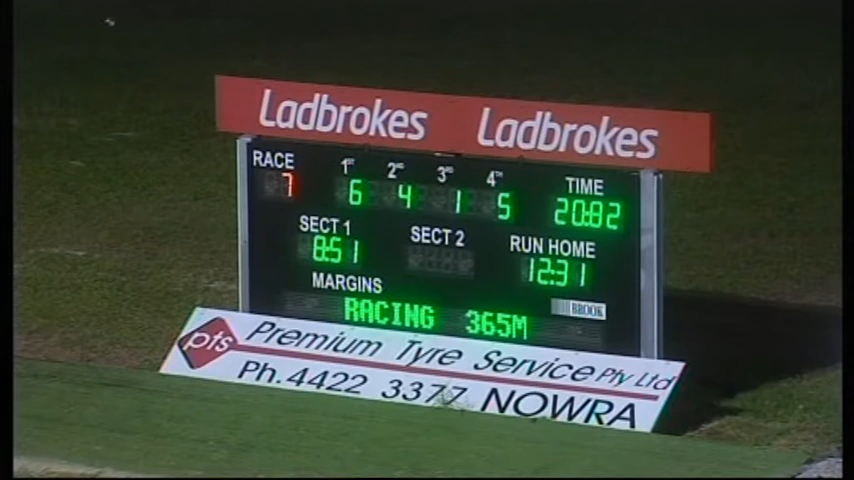 Ladbrokes Ladbrokes
RACE 1ST 2ND 3RD 4TH TIME
7 6 4 1 5 20:82
SECT 1 SECT 2 RUN HOME
8:51 12:31
MARGINS BROOK
RACING 365M
pts Premium Tyre Service Pty Ltd
Ph. 4422 3377 NOWRA